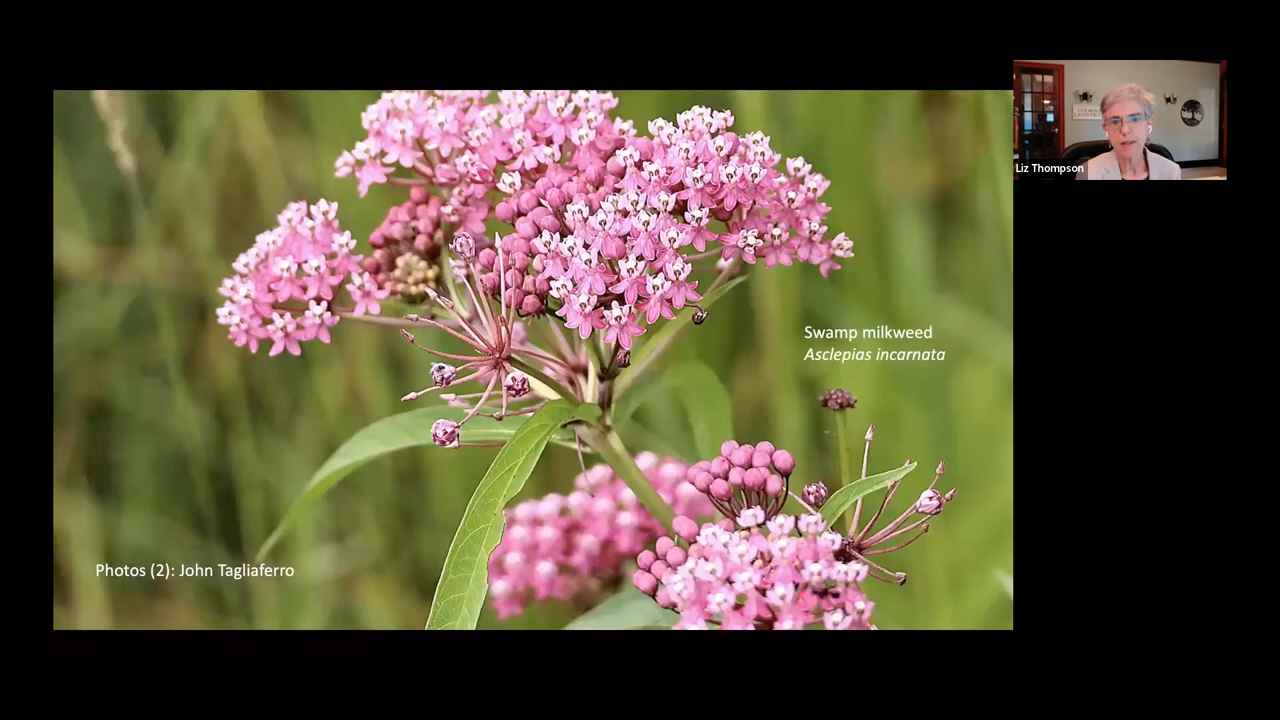 Liz Thompson
Swamp milkweed
Asclepias incarnata
Photos (2): John Tagliaferro